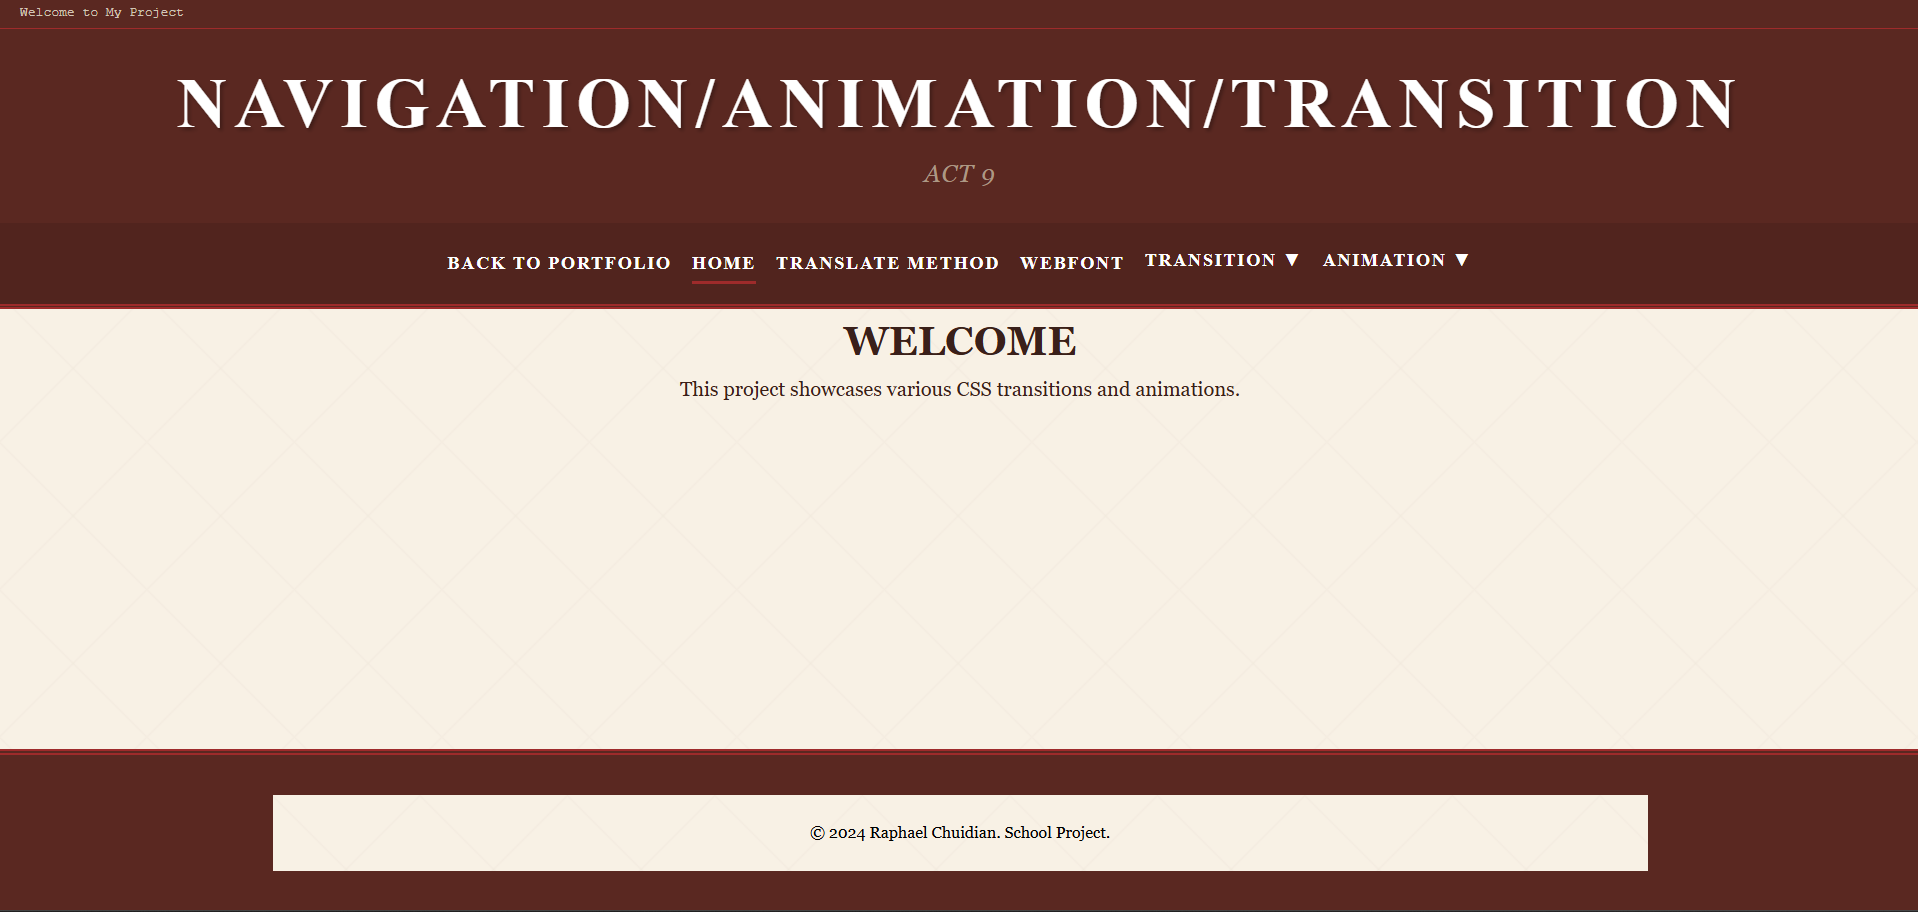 Welcome to My Project
NAVIGATION/ANIMATION/TRANSITION
ACT 9
BACK TO PORTFOLIO HOME TRANSLATE METHOD WEBFONT TRANSITION ▼ ANIMATION ▼
WELCOME
This project showcases various CSS transitions and animations.
© 2024 Raphael Chuidian. School Project.